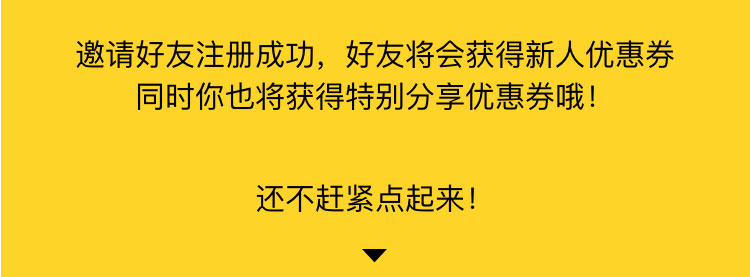 邀请好友注册成功，好友将会获得新人优惠券
同时你也将获得特别分享优惠券哦！
还不赶紧点起来！